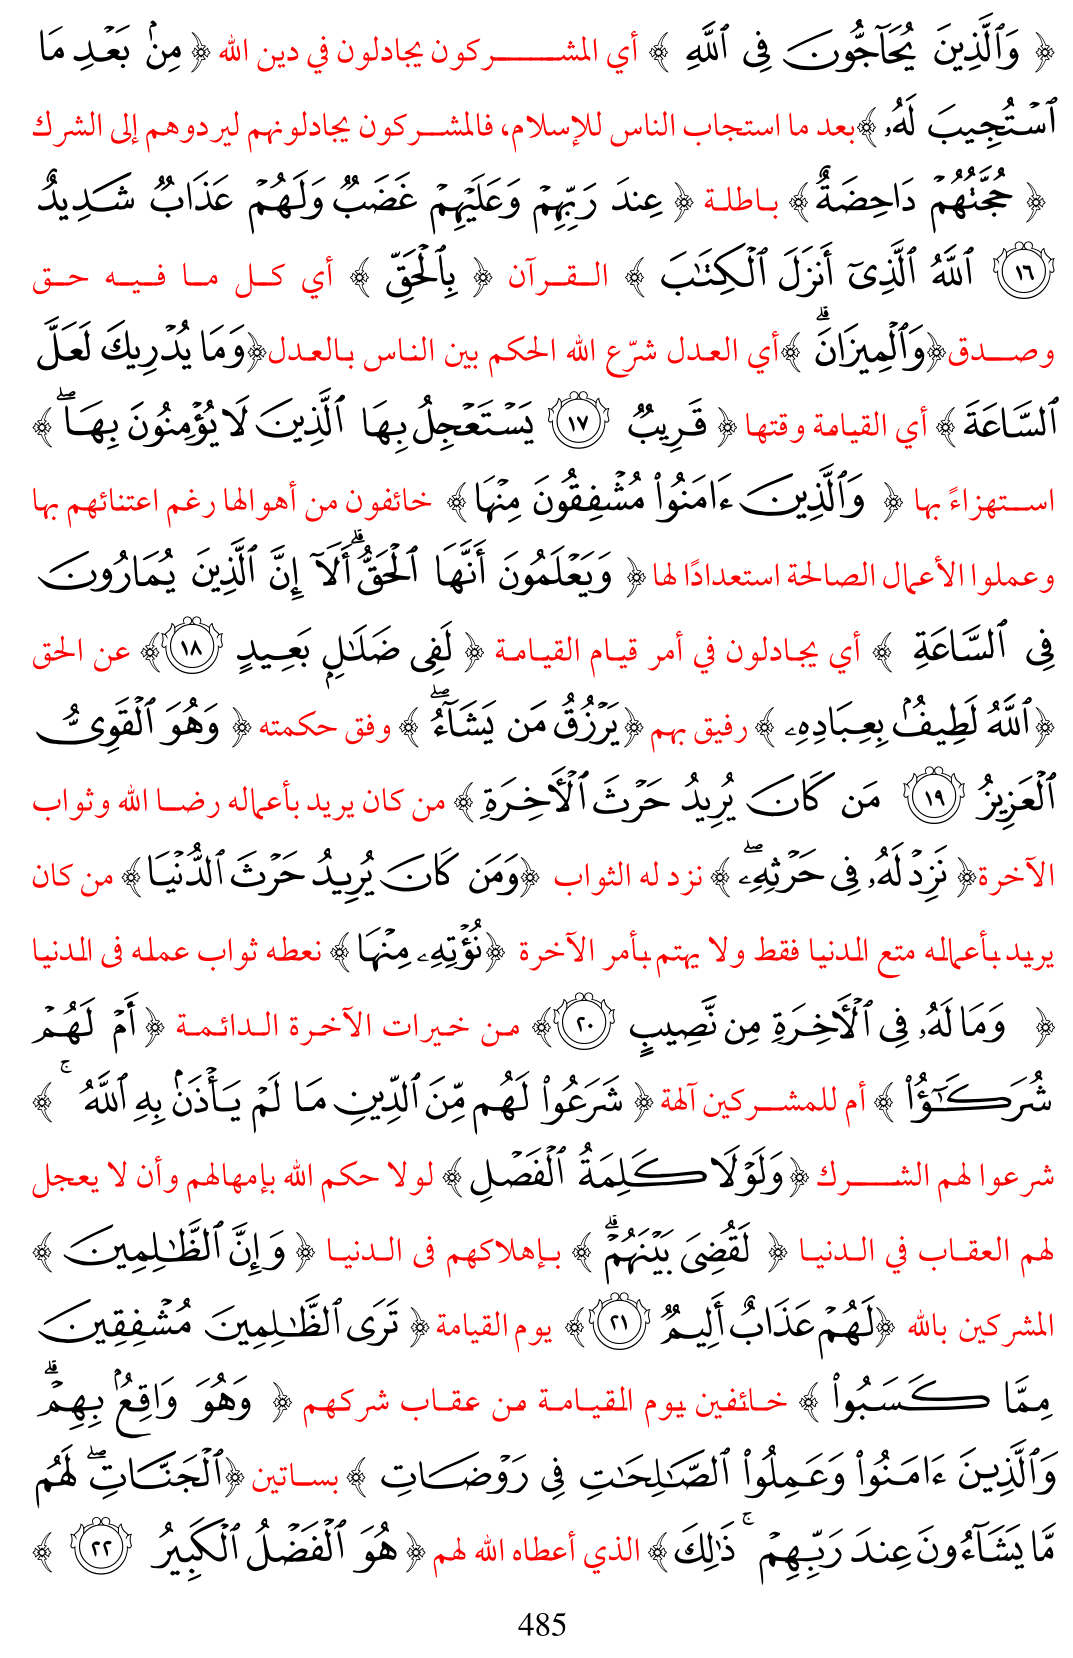 ﴿ وَٱلَّذِينَ يُحَآجُّونَ فِى ٱللَّهِ ﴾ أي المشـــركون يجادلون في دين الله ﴿ مِنۢ بَعۡدِ مَا
ٱسۡتُجِيبَ لَهُۥ ﴾بعد ما استجاب الناس للإسلام، فالمشـركون يجادلونهم ليردوهم إلى الشرك
﴿ حُجَّتُهُمۡ دَاحِضَةٌ ﴾ باطلة ﴿ عِندَ رَبِّهِمۡ وَعَلَيۡهِمۡ غَضَبٞ وَلَهُمۡ عَذَابٞ شَدِيدٌ
١٦ ٱللَّهُ ٱلَّذِىٓ أَنزَلَ ٱلۡكِتَٰبَ ﴾ القرآن ﴿ بِٱلۡحَقِّ ﴾ أي كل ما فيه حق
وصدق﴿وَٱلۡمِيزَانَۗ ﴾أي العدل شرّع الله الحكم بين الناس بالعدل﴿وَمَا يُدۡرِيكَ لَعَلَّ
ٱلسَّاعَةَ ﴾ أي القيامة وقتها ﴿ قَرِيبٞ ١٧ يَسۡتَعۡجِلُ بِهَا ٱلَّذِينَ لَا يُؤۡمِنُونَ بِهَاۖ ﴾
استهزاءً بها ﴿ وَٱلَّذِينَ ءَامَنُواْ مُشۡفِقُونَ مِنۡهَا ﴾ خائفون من أهوالها رغم اعتنائهم بها
وعملوا الأعمال الصالحة استعدادًا لها ﴿ وَيَعۡلَمُونَ أَنَّهَا ٱلۡحَقُّۗ أَلَآ إِنَّ ٱلَّذِينَ يُمَارُونَ
فِى ٱلسَّاعَةِ ﴾ أي يجادلون في أمر قيام القيامة ﴿ لَفِى ضَلَٰلِۭ بَعِيدٍ ١٨ ﴾ عن الحق
﴿ٱللَّهُ لَطِيفُۢ بِعِبَادِهِۦ ﴾ رفيق بهم ﴿يَرۡزُقُ مَن يَشَآءُۖ ﴾ وفق حكمته ﴿ وَهُوَ ٱلۡقَوِىُّ
ٱلۡعَزِيزُ ١٩ مَن كَانَ يُرِيدُ حَرۡثَ ٱلۡأٓخِرَةِ ﴾ من كان يريد بأعماله رضا الله وثواب
الآخرة﴿ نَزِدۡ لَهُۥ فِى حَرۡثِهِۦۖ ﴾ نزد له الثواب ﴿وَمَن كَانَ يُرِيدُ حَرۡثَ ٱلدُّنۡيَا﴾ من كان
يريد بأعماله متع الدنيا فقط ولا يهتم بأمر الآخرة ﴿نُؤۡتِهِۦ مِنۡهَا ﴾ نعطه ثواب عمله فى الدنيا
﴿ وَمَا لَهُۥ فِى ٱلۡأٓخِرَةِ مِن نَّصِيبٍ ٢٠ ﴾ من خيرات الآخرة الدائمة ﴿ أَمۡ لَهُمۡ
شُرَكَٰٓؤُاْ ﴾ أم للمشـركين آلهة ﴿ شَرَعُواْ لَهُم مِّنَ ٱلدِّينِ مَا لَمۡ يَأۡذَنۢ بِهِ ٱللَّهُۚ ﴾
شرعوا لهم الشـــرك ﴿وَلَوۡلَا كَلِمَةُ ٱلۡفَصۡلِ ﴾ لولا حكم الله بإمهالهم وأن لا يعجل
لهم العقاب في الدنيا ﴿ لَقُضِىَ بَيۡنَهُمۡۗ ﴾ بإهلاكهم فى الدنيا ﴿ وَإِنَّ ٱلظَّٰلِمِينَ ﴾
المشركين بالله ﴿لَهُمۡ عَذَابٌ أَلِيمٞ ٢١ ﴾ يوم القيامة ﴿ تَرَى ٱلظَّٰلِمِينَ مُشۡفِقِينَ
مِمَّا كَسَبُواْ ﴾ خائفين يوم القيامة من عقاب شركهم ﴿ وَهُوَ وَاقِعُۢ بِهِمۡۗ
وَٱلَّذِينَ ءَامَنُواْ وَعَمِلُواْ ٱلصَّٰلِحَٰتِ فِى رَوۡضَاتِ ﴾ بساتين ﴿ٱلۡجَنَّاتِۖ لَهُم
مَّا يَشَآءُونَ عِندَ رَبِّهِمۡۚ ذَٰلِكَ ﴾ الذي أعطاه الله لهم ﴿ هُوَ ٱلۡفَضۡلُ ٱلۡكَبِيرُ ٢٢ ﴾
485